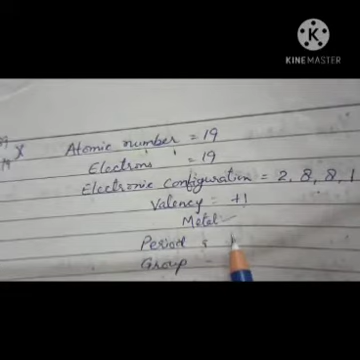 K
KINEMASTER
X
Atomic number = 19
Electrons = 19
Electronic configuration = 2, 8, 8, 1
Valency = +1
Metal
Period
Group -